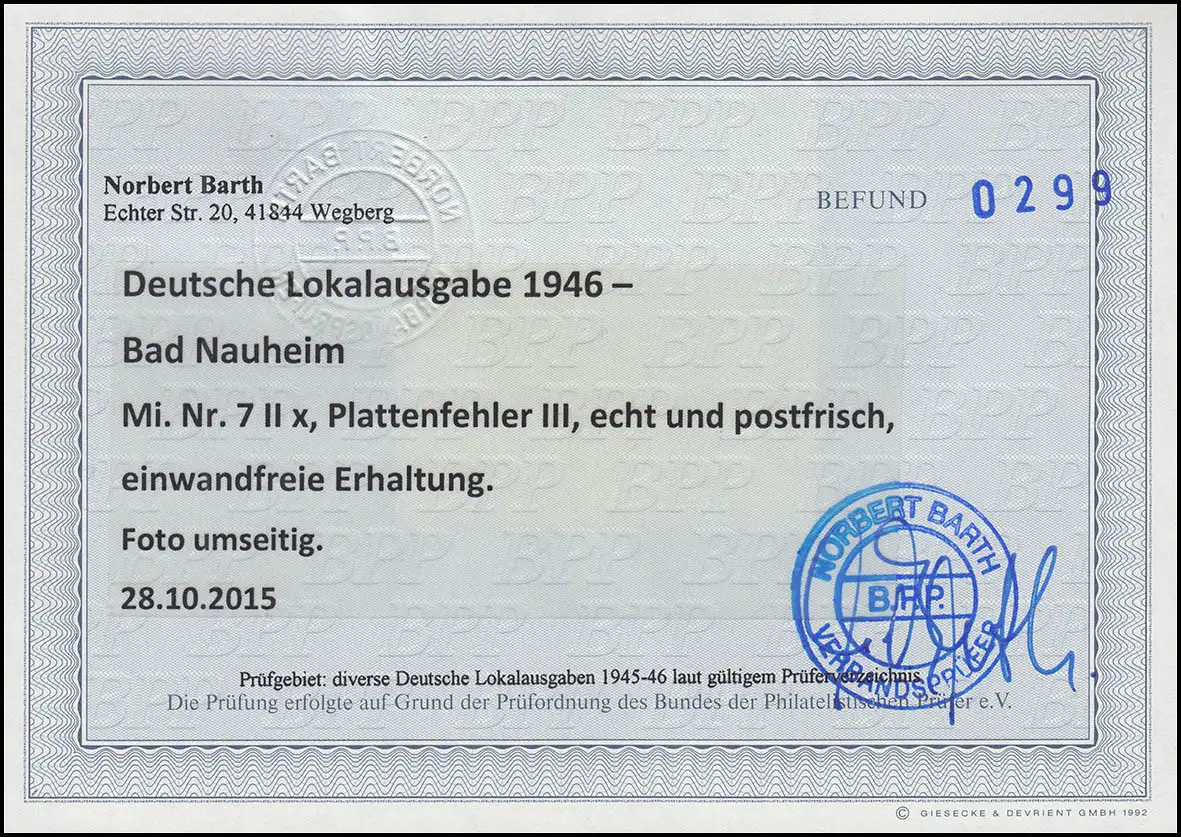 Norbert Barth
Echter Str. 20, 41844 Wegberg
BEFUND 0299
Deutsche Lokalausgabe 1946 –
Bad Nauheim
Mi. Nr. 7 II x, Plattenfehler III, echt und postfrisch,
einwandfreie Erhaltung.
Foto umseitig.
28.10.2015
NORBERT BARTH
B.P.P.
VERBANDSPRÜFER
Prüfgebiet: diverse Deutsche Lokalausgaben 1945-46 laut gültigem Prüferverzeichnis
Die Prüfung erfolgte auf Grund der Prüfordnung des Bundes der Philatelistischen Prüfer e.V.
© GIESECKE & DEVRIENT GMBH 1992